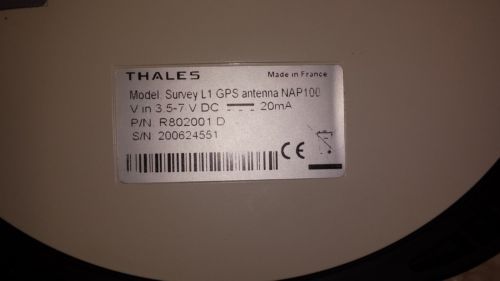 THALES Made in France
Model: Survey L1 GPS antenna NAP100
V in 3.5-7 V DC 20mA
P/N: R802001 D
S/N: 200624551
CE